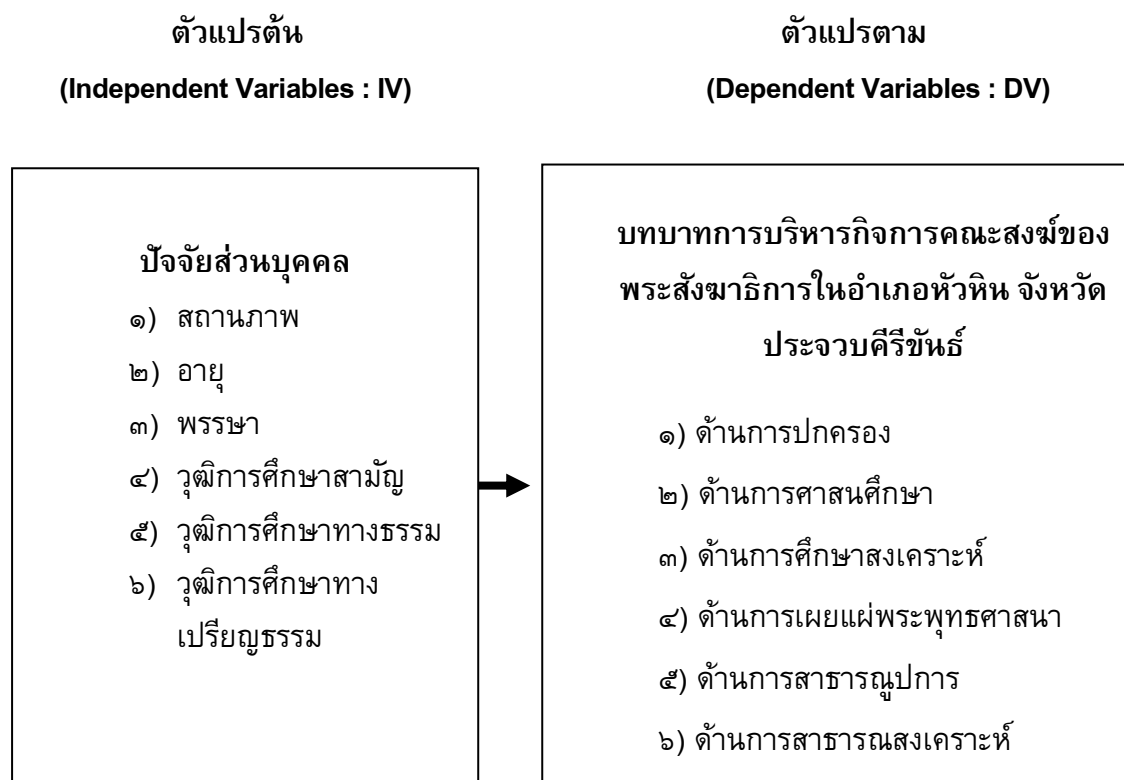 ตัวแปรต้น
(Independent Variables : IV)
ปัจจัยส่วนบุคคล
๑) สถานภาพ
๒) อายุ
๓) พรรษา
๔) วุฒิการศึกษาสามัญ
๕) วุฒิการศึกษาทางธรรม
๖) วุฒิการศึกษาทาง
เปรียญธรรม
ตัวแปรตาม
(Dependent Variables : DV)
บทบาทการบริหารกิจการคณะสงฆ์ของ
พระสังฆาธิการในอำเภอหัวหิน จังหวัด
ประจวบคีรีขันธ์
๑) ด้านการปกครอง
๒) ด้านการศาสนศึกษา
๓) ด้านการศึกษาสงเคราะห์
๔) ด้านการเผยแผ่พระพุทธศาสนา
๕) ด้านการสาธารณูปการ
๖) ด้านการสาธารณสงเคราะห์